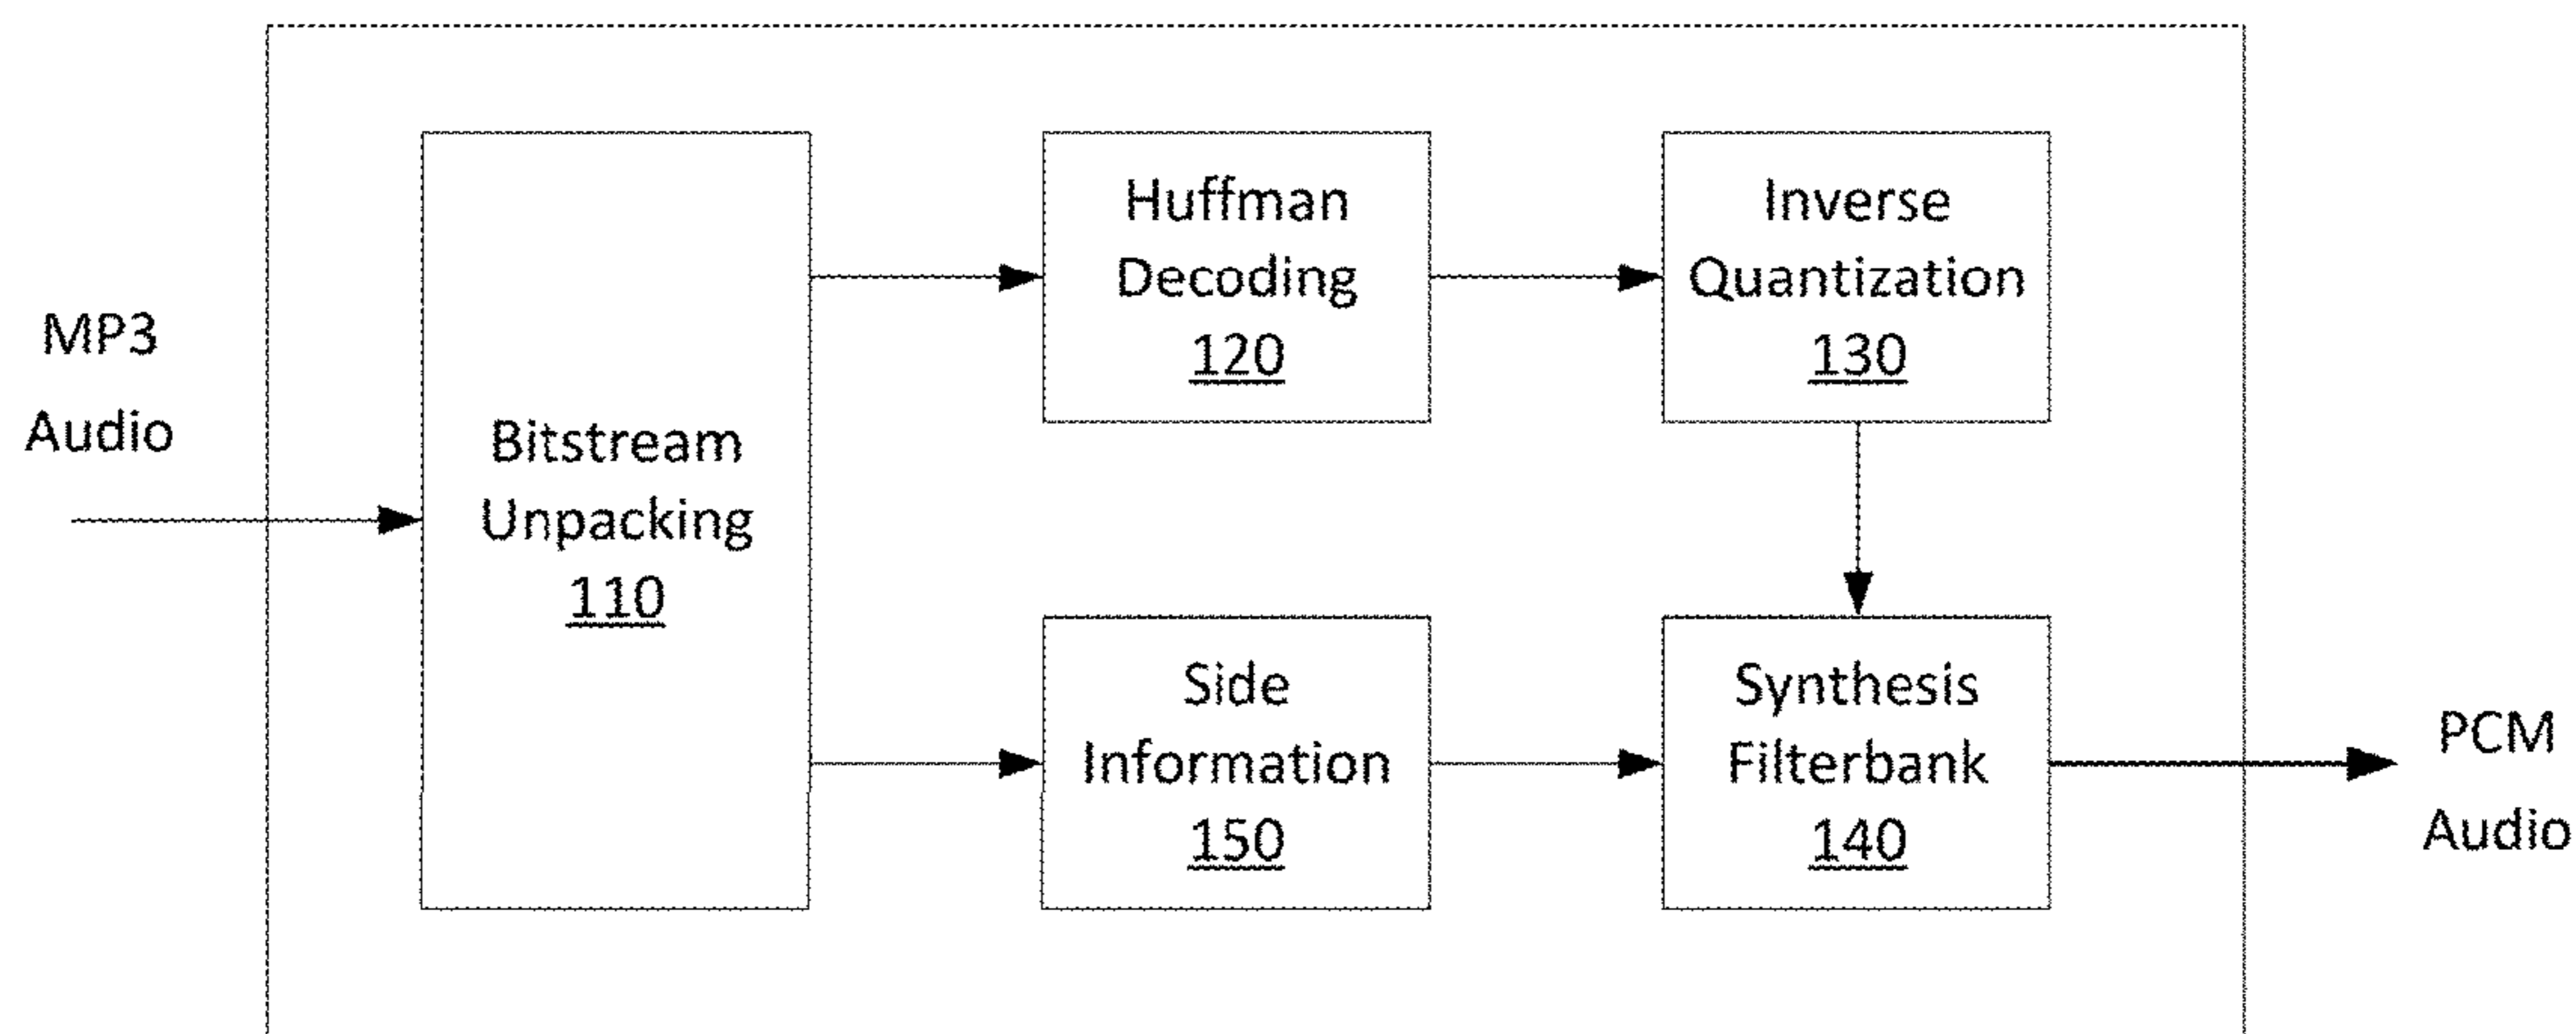 MP3
Audio
Bitstream
Unpacking
110
Huffman
Decoding
120
Inverse
Quantization
130
Side
Information
150
Synthesis
Filterbank
140
PCM
Audio